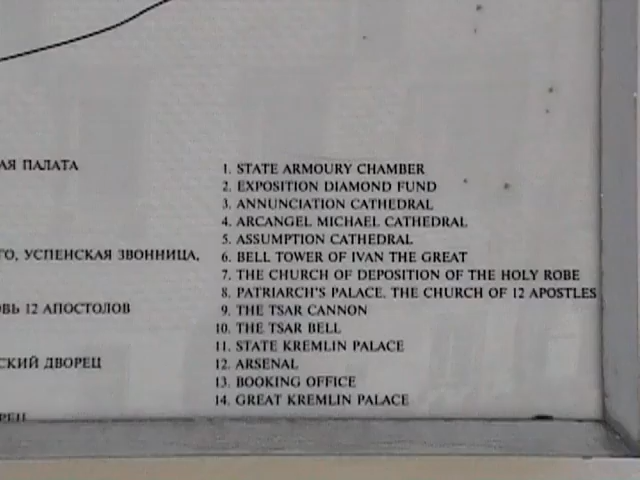 АЯ ПАЛАТА
ГО, УСПЕНСКАЯ ЗВОННИЦА,
ОВЬ 12 АПОСТОЛОВ
СКИЙ ДВОРЕЦ
РЕЦ
1. STATE ARMOURY CHAMBER
2. EXPOSITION DIAMOND FUND
3. ANNUNCIATION CATHEDRAL
4. ARCANGEL MICHAEL CATHEDRAL
5. ASSUMPTION CATHEDRAL
6. BELL TOWER OF IVAN THE GREAT
7. THE CHURCH OF DEPOSITION OF THE HOLY ROBE
8. PATRIARCH'S PALACE. THE CHURCH OF 12 APOSTLES
9. THE TSAR CANNON
10. THE TSAR BELL
11. STATE KREMLIN PALACE
12. ARSENAL
13. BOOKING OFFICE
14. GREAT KREMLIN PALACE